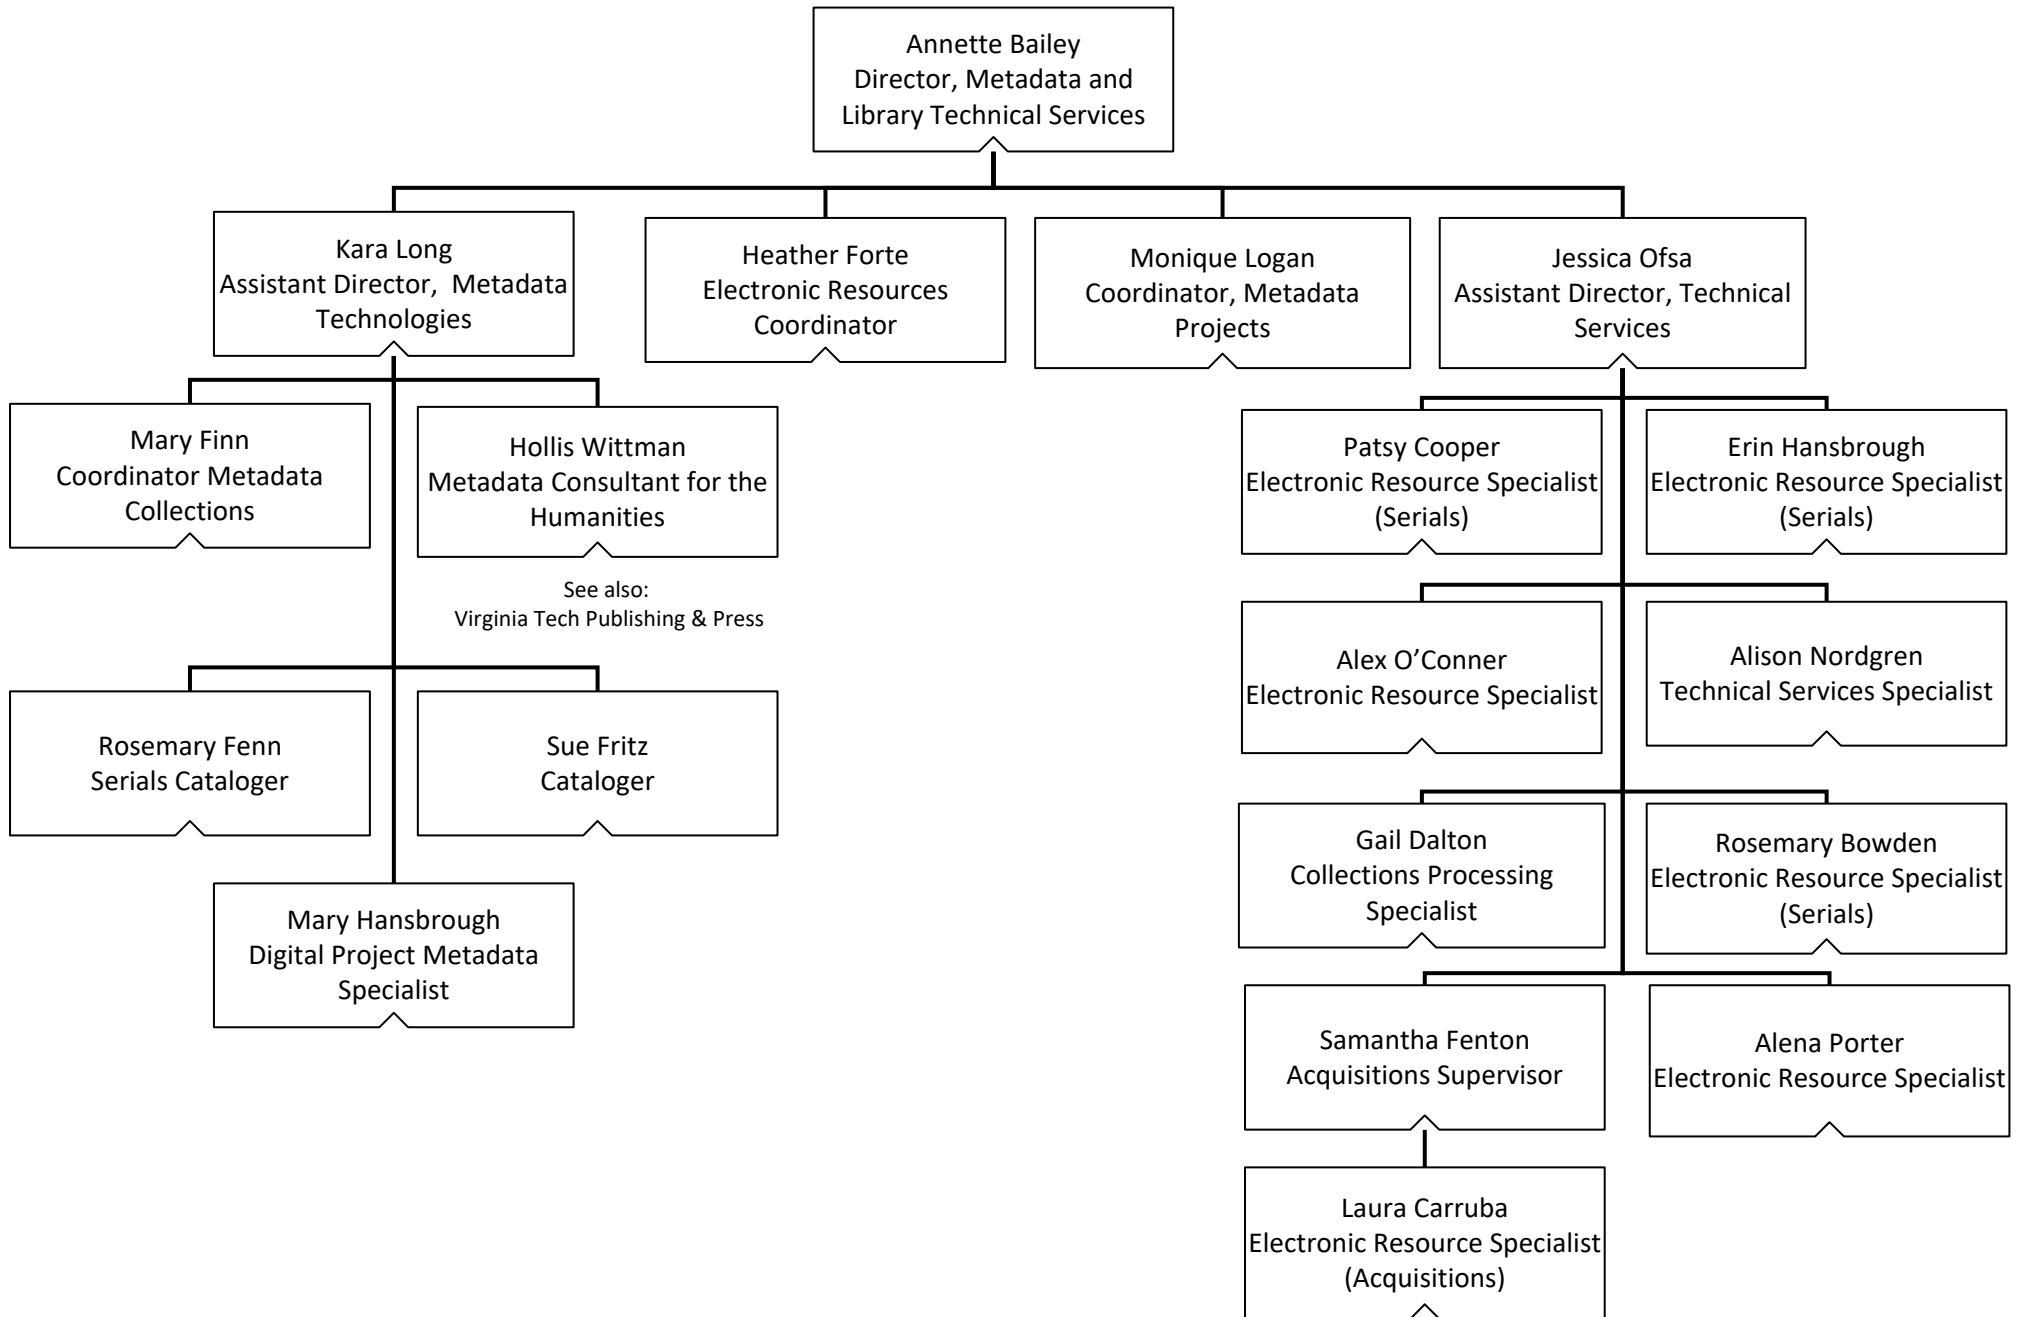 Annette Bailey
Director, Metadata and
Library Technical Services
Kara Long
Assistant Director,  Metadata
Technologies
Heather Forte
Electronic Resources
Coordinator
Monique Logan
Coordinator, Metadata
Projects
Jessica Ofsa
Assistant Director, Technical
Services
Mary Finn
Coordinator Metadata
Collections
Hollis Wittman
Metadata Consultant for the
Humanities
See also:
Virginia Tech Publishing & Press
Rosemary Fenn
Serials Cataloger
Sue Fritz
Cataloger
Mary Hansbrough
Digital Project Metadata
Specialist
Patsy Cooper
Electronic Resource Specialist
(Serials)
Erin Hansbrough
Electronic Resource Specialist
(Serials)
Alex O’Conner
Electronic Resource Specialist
Alison Nordgren
Technical Services Specialist
Gail Dalton
Collections Processing
Specialist
Rosemary Bowden
Electronic Resource Specialist
(Serials)
Samantha Fenton
Acquisitions Supervisor
Alena Porter
Electronic Resource Specialist
Laura Carruba
Electronic Resource Specialist
(Acquisitions)